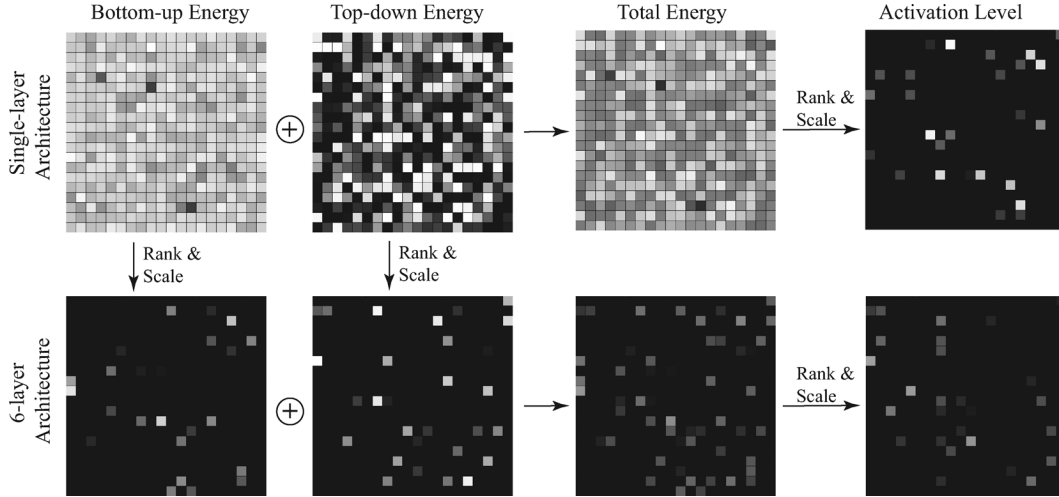 Bottom-up Energy
Top-down Energy
Total Energy
Activation Level
Single-layer
Architecture
Rank &
Scale
Rank &
Scale
Rank &
Scale
6-layer
Architecture
Rank &
Scale